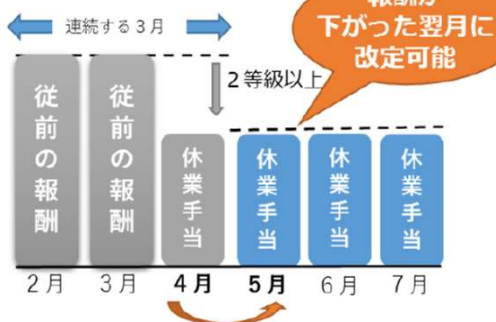 報酬が
下がった翌月に
改定可能
連続する3月
2等級以上
従前の報酬
従前の報酬
休業手当
休業手当
休業手当
休業手当
2月
3月
4月
5月
6月
7月